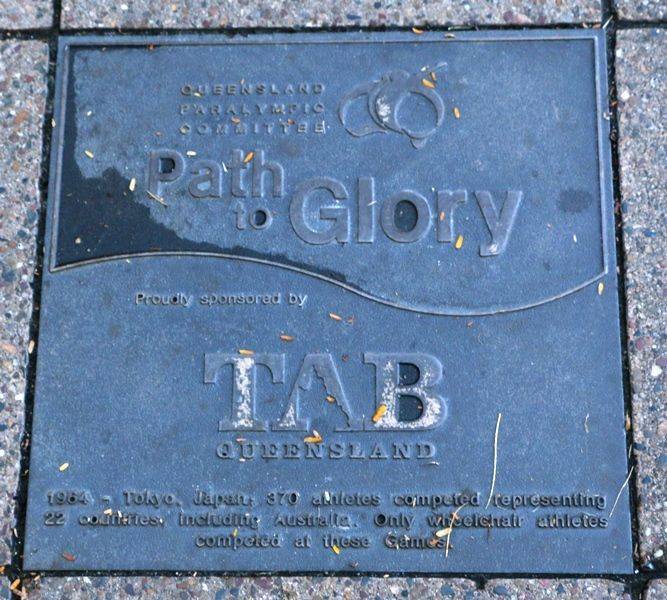 QUEENSLAND
PARALYMPIC
COMMITTEE
Path
to Glory
Proudly sponsored by
TAB
QUEENSLAND
1964 - Tokyo, Japan. 370 athletes competed representing
22 countries, including Australia. Only wheelchair athletes
competed at these Games.